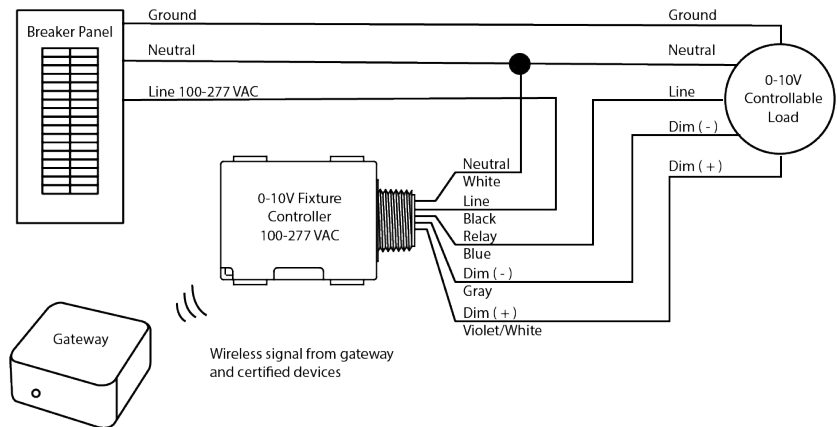 Breaker Panel
Ground
Ground
Neutral
Neutral
Line 100-277 VAC
Line
0-10V
Controllable
Load
Dim ( - )
Dim ( + )
0-10V Fixture
Controller
100-277 VAC
Neutral
White
Line
Black
Relay
Blue
Dim ( - )
Gray
Dim ( + )
Violet/White
Gateway
Wireless signal from gateway
and certified devices